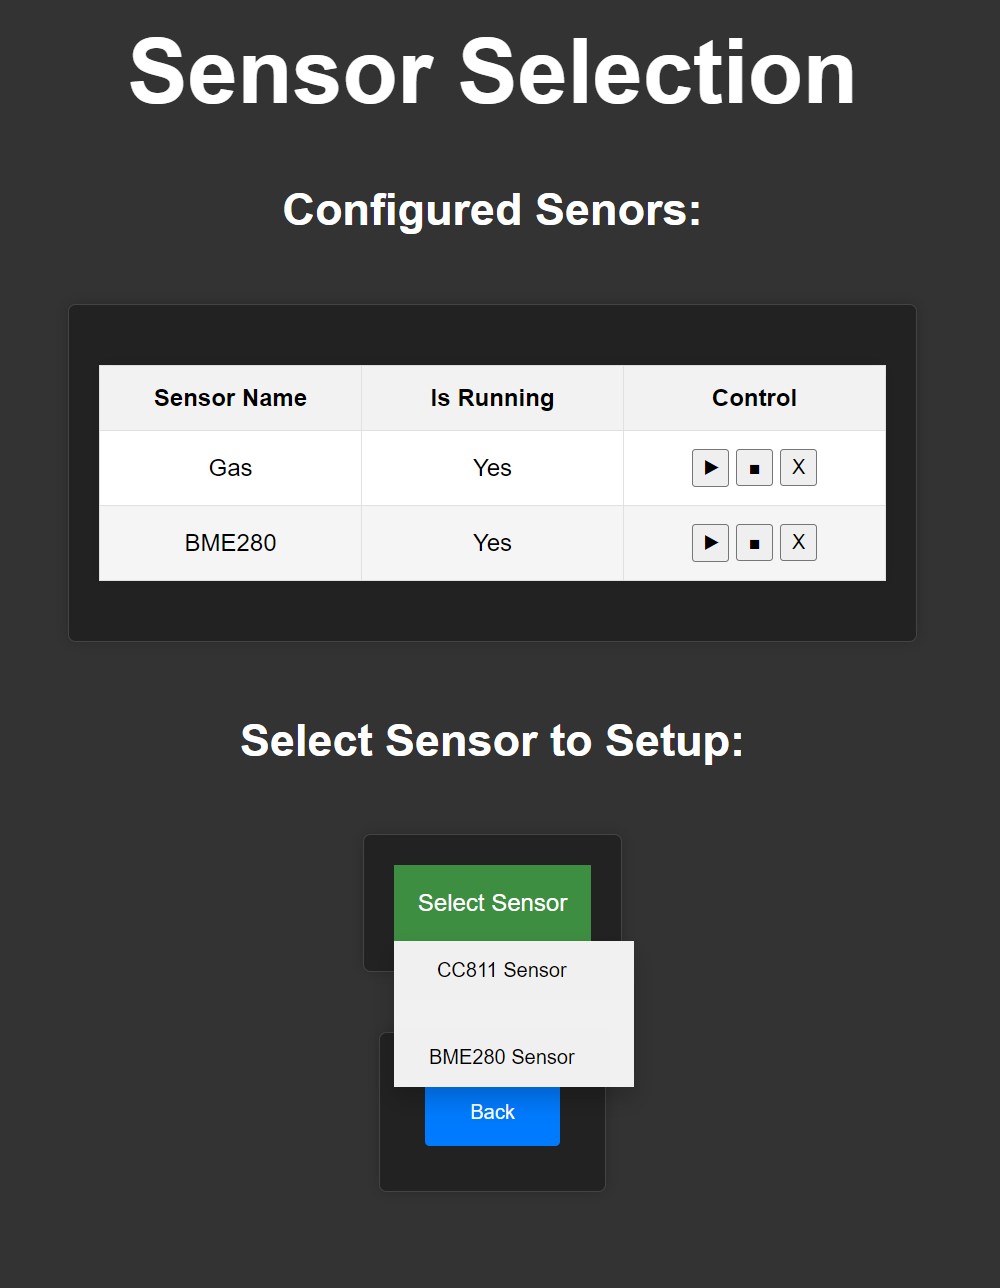 Sensor Selection
Configured Senors:
Sensor Name Is Running Control
Gas Yes ▶ ■ X
BME280 Yes ▶ ■ X
Select Sensor to Setup:
Select Sensor
CC811 Sensor
BME280 Sensor
Back